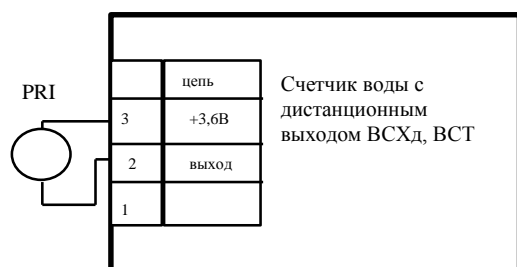 PRI
цепь
3 +3,6В
2 выход
1
Счетчик воды с
дистанционным
выходом ВСХд, ВСТ